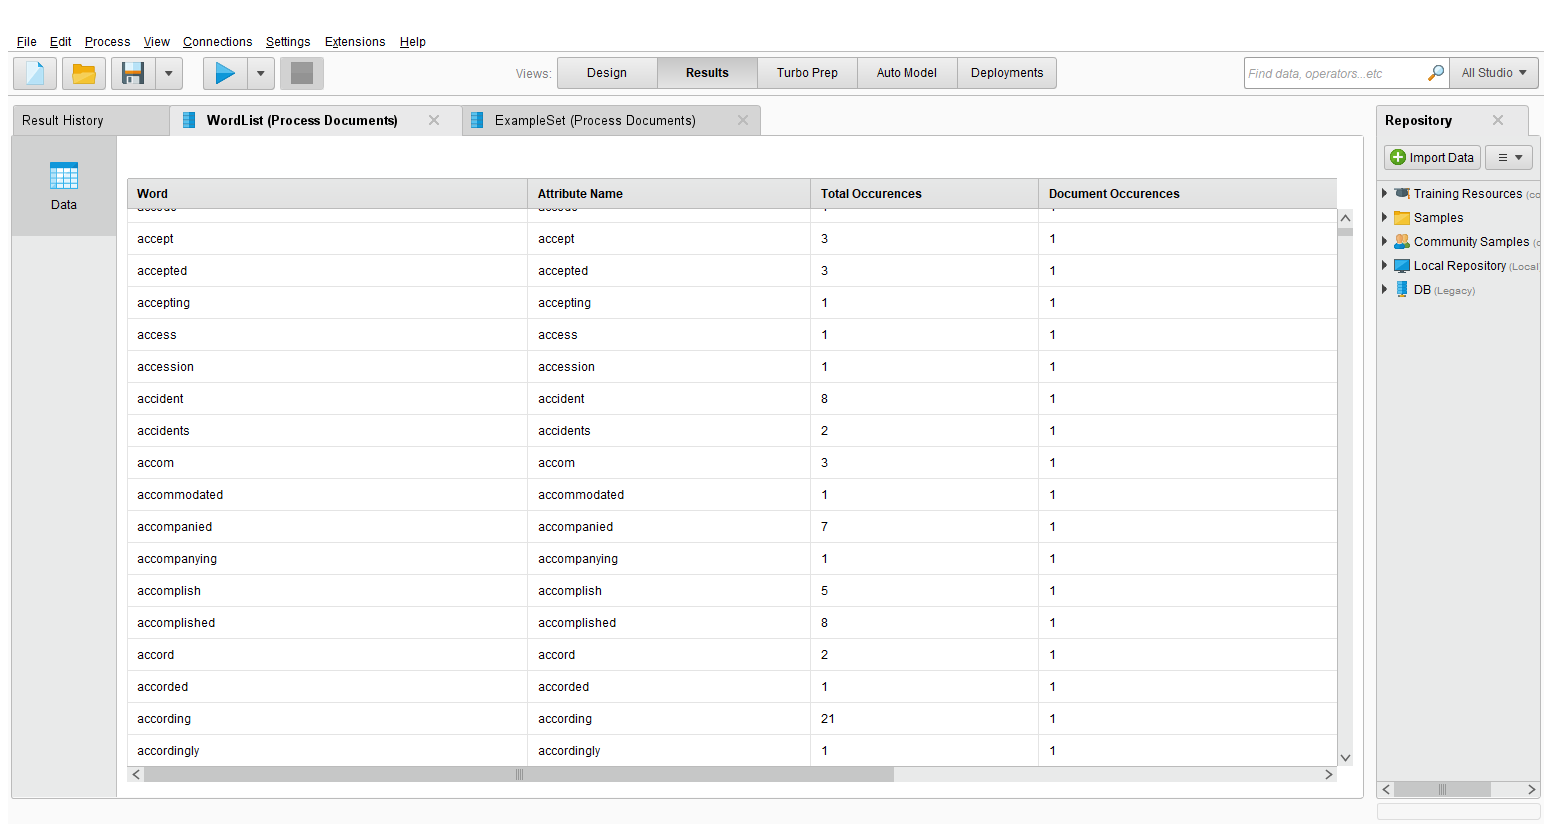 File Edit Process View Connections Settings Extensions Help
Views: Design Results Turbo Prep Auto Model Deployments Find data, operators...etc All Studio
Result History WordList (Process Documents) ExampleSet (Process Documents) Repository
Import Data
Data
Word Attribute Name Total Occurences Document Occurences
accept accept 3 1
accepted accepted 3 1
accepting accepting 1 1
access access 1 1
accession accession 1 1
accident accident 8 1
accidents accidents 2 1
accom accom 3 1
accommodated accommodated 1 1
accompanied accompanied 7 1
accompanying accompanying 1 1
accomplish accomplish 5 1
accomplished accomplished 8 1
accord accord 2 1
accorded accorded 1 1
according according 21 1
accordingly accordingly 1 1
Training Resources (co
Samples
Community Samples (c
Local Repository (Local
DB (Legacy)